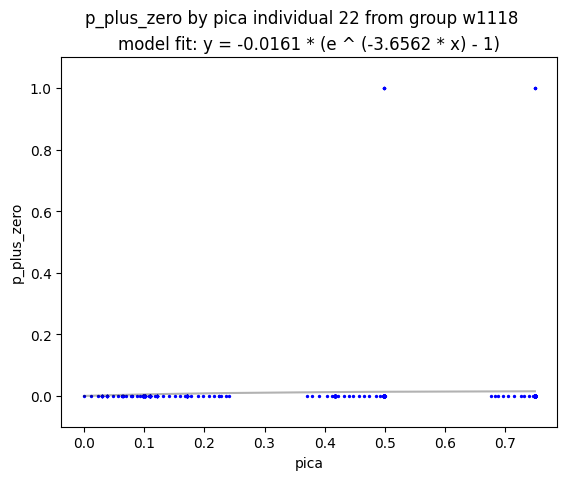 p_plus_zero by pica individual 22 from group w1118
model fit: y = -0.0161 * (e ^ (-3.6562 * x) - 1)
1.0
0.8
0.6
0.4
0.2
0.0
p_plus_zero
0.0 0.1 0.2 0.3 0.4 0.5 0.6 0.7
pica